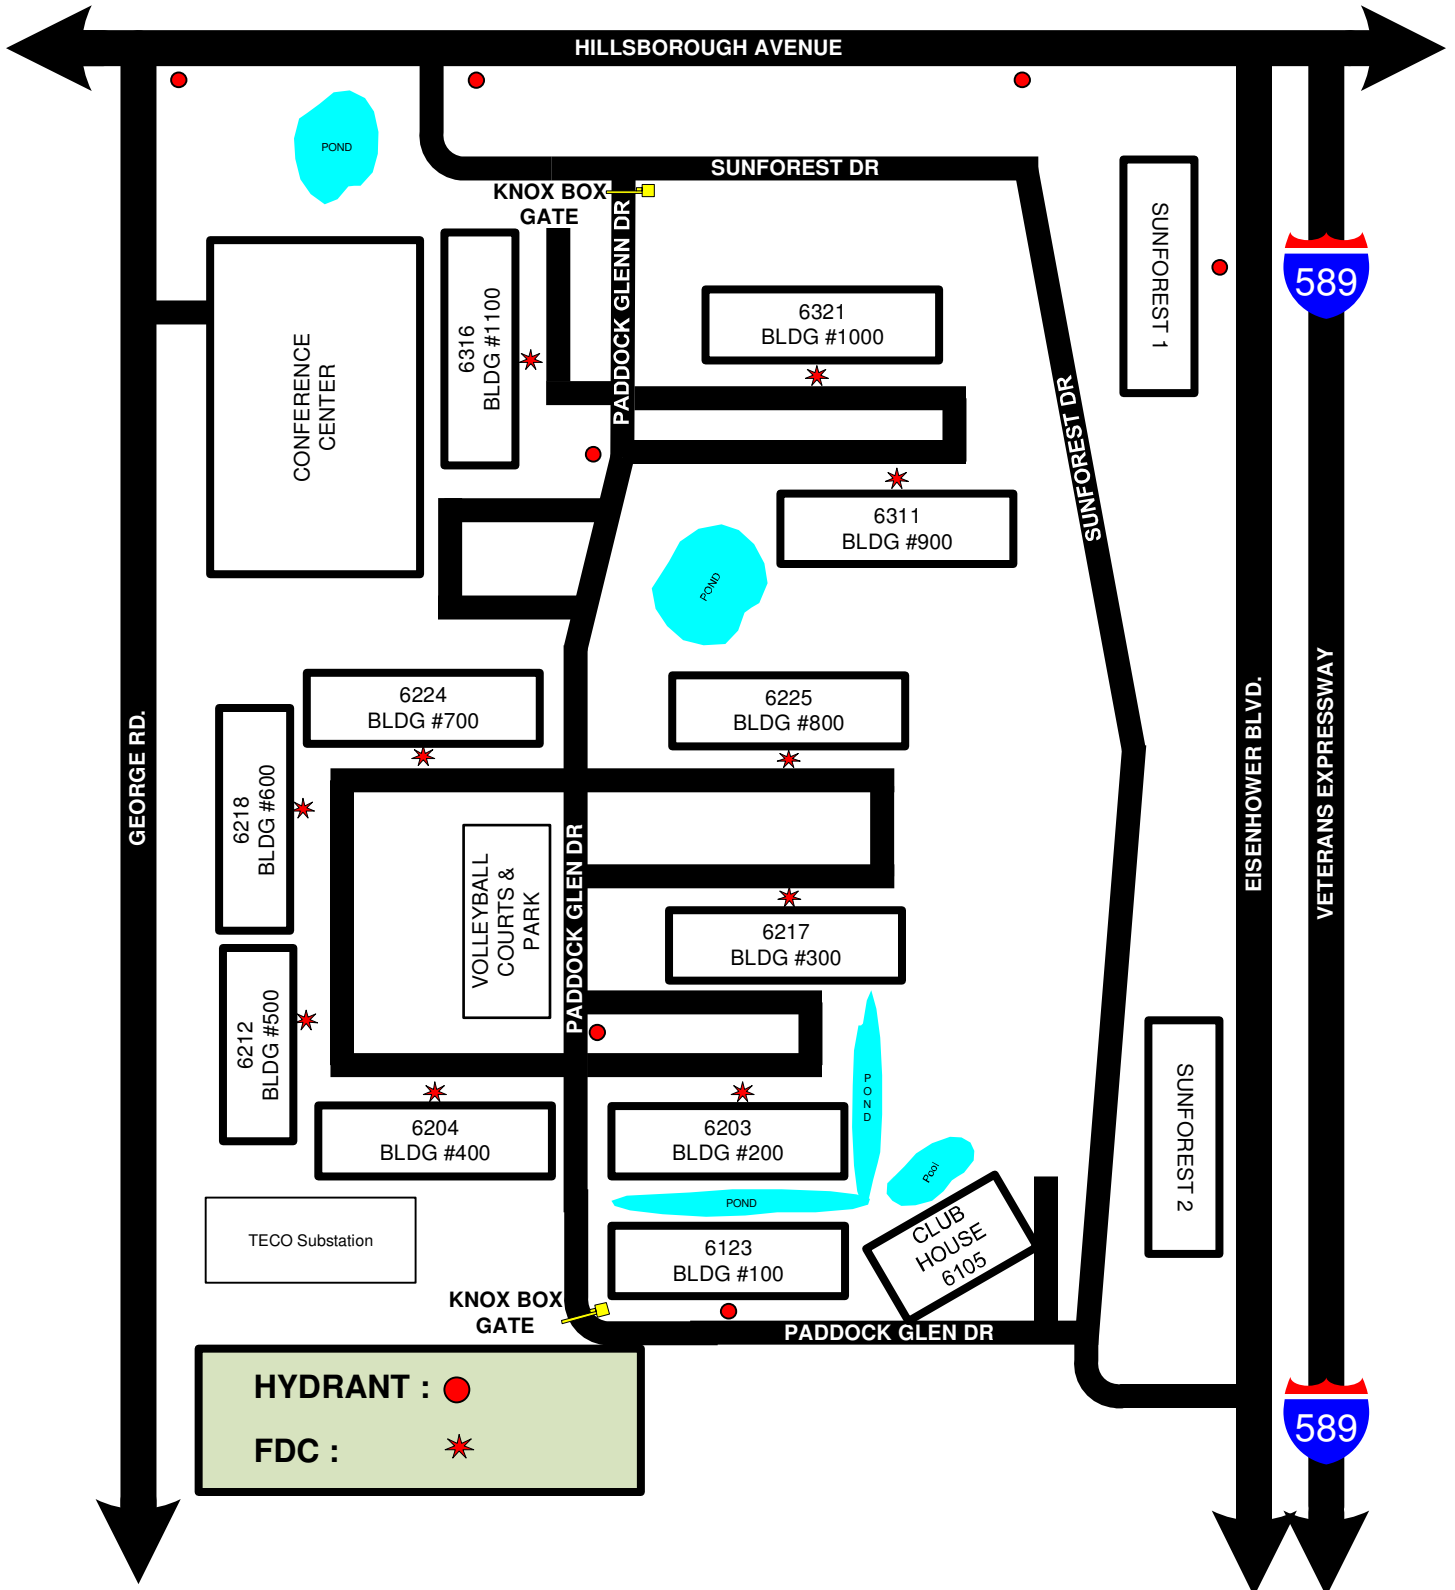 HILLSBOROUGH AVENUE
POND
SUNFOREST DR
KNOX BOX
GATE
PADDOCK GLENN DR
SUNFOREST 1
589
6316
BLDG #1100
6321
BLDG #1000
CONFERENCE
CENTER
SUNFOREST DR
6311
BLDG #900
POND
GEORGE RD.
EISENHOWER BLVD.
VETERANS EXPRESSWAY
6224
BLDG #700
6225
BLDG #800
6218
BLDG #600
VOLLEYBALL
COURTS &
PARK
PADDOCK GLEN DR
6217
BLDG #300
6212
BLDG #500
POND
6204
BLDG #400
6203
BLDG #200
SUNFOREST 2
Pool
POND
TECO Substation
CLUB
HOUSE
6105
6123
BLDG #100
KNOX BOX
GATE
PADDOCK GLEN DR
HYDRANT :
FDC :
589